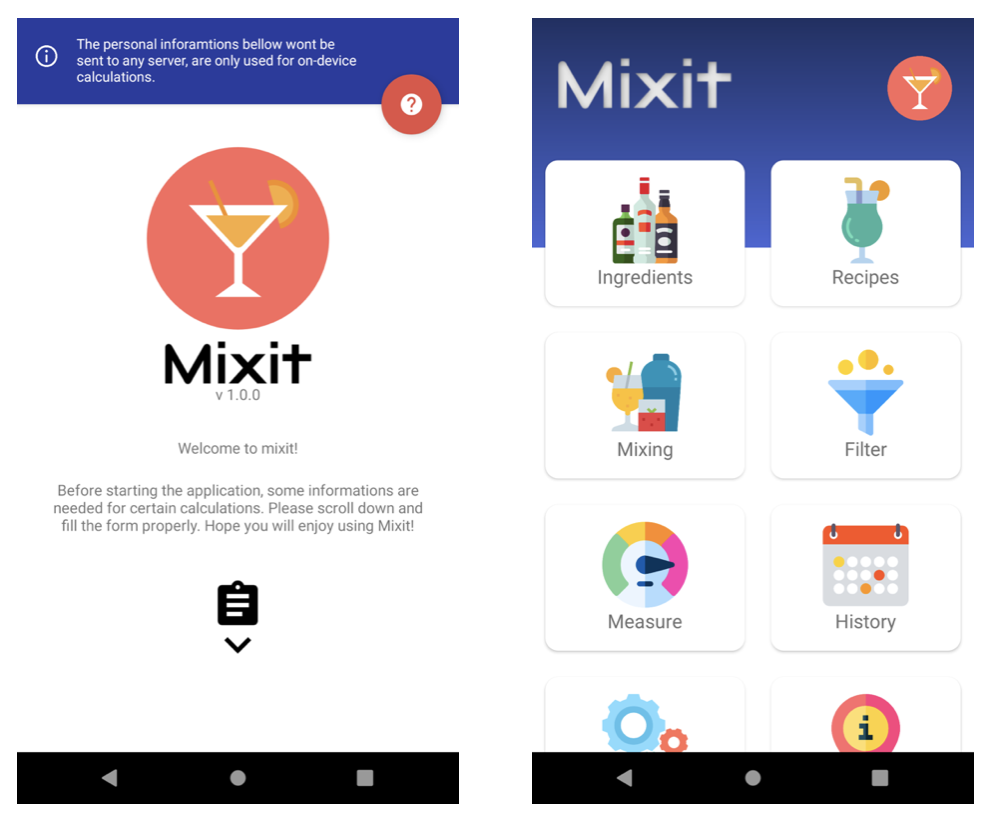 The personal inforamtions bellow wont be
sent to any server, are only used for on-device
calculations.
Mixit
v 1.0.0
Welcome to mixit!
Before starting the application, some informations are
needed for certain calculations. Please scroll down and
fill the form properly. Hope you will enjoy using Mixit!
Mixit
Ingredients
Recipes
Mixing
Filter
Measure
History